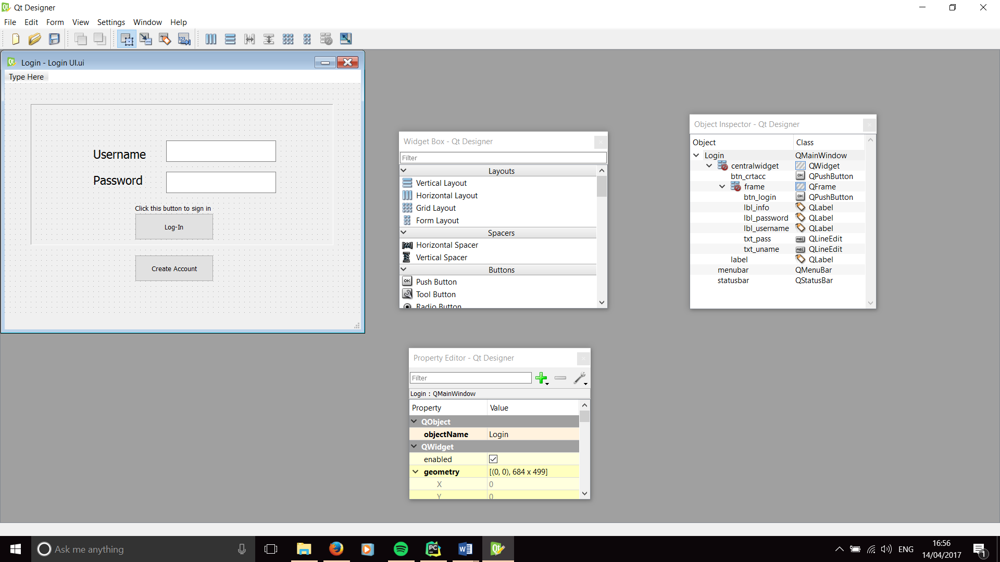 Qt Designer
File Edit Form View Settings Window Help
Login - Login UI.ui
Type Here
Username
Password
Click this button to sign in
Log-In
Create Account
Widget Box - Qt Designer
Filter
Layouts
Vertical Layout
Horizontal Layout
Grid Layout
Form Layout
Spacers
Horizontal Spacer
Vertical Spacer
Buttons
Push Button
Tool Button
Radio Button
Object Inspector - Qt Designer
Object Class
Login QMainWindow
centralwidget QWidget
btn_crtacc QPushButton
frame QFrame
btn_login QPushButton
lbl_info QLabel
lbl_password QLabel
lbl_username QLabel
txt_pass QLineEdit
txt_uname QLineEdit
label QLabel
menubar QMenuBar
statusbar QStatusBar
Property Editor - Qt Designer
Filter
Login : QMainWindow
Property Value
QObject
objectName Login
QWidget
enabled
geometry [(0, 0), 684 x 499]
X 0
Y 0
Ask me anything
ENG
16:56
14/04/2017
1